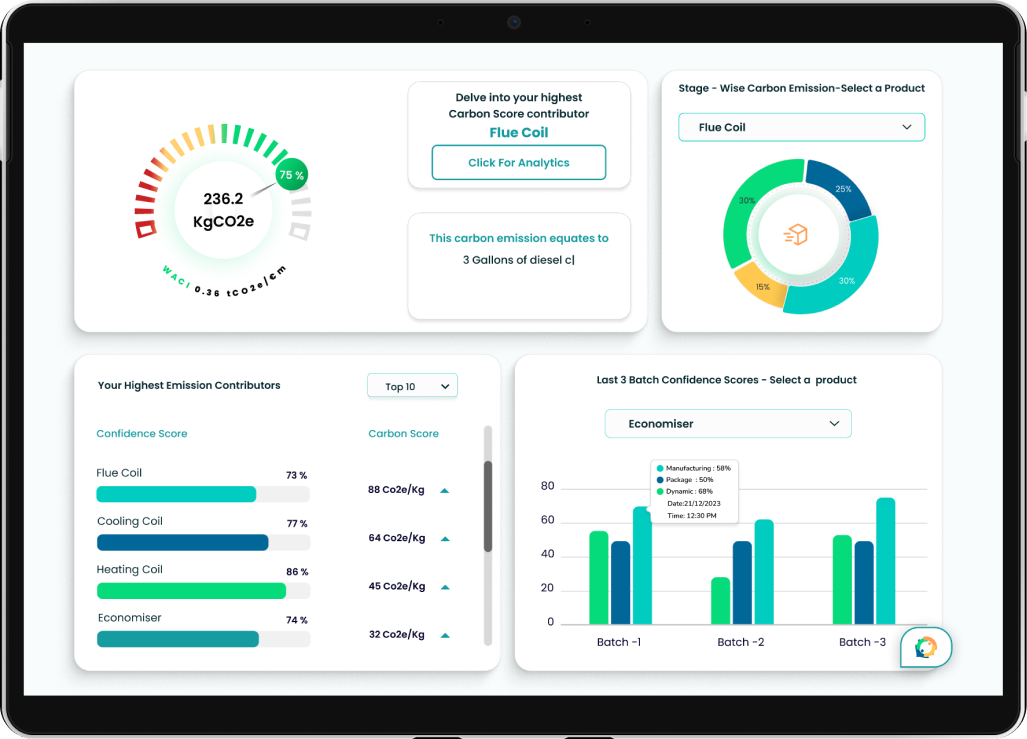 75 %
236.2
KgCO2e
WACI 0.36 tCO2e/€m
Delve into your highest
Carbon Score contributor
Flue Coil
Click For Analytics
This carbon emission equates to
3 Gallons of diesel c|
Stage - Wise Carbon Emission-Select a Product
Flue Coil
25%
30%
30%
15%
Your Highest Emission Contributors
Top 10
Confidence Score
Carbon Score
Flue Coil
73 %
88 Co2e/Kg
Cooling Coil
77 %
64 Co2e/Kg
Heating Coil
86 %
45 Co2e/Kg
Economiser
74 %
32 Co2e/Kg
Last 3 Batch Confidence Scores - Select a product
Economiser
Manufacturing : 58%
Package : 50%
Dynamic : 68%
Date:21/12/2023
Time: 12:30 PM
80
60
40
20
0
Batch -1
Batch -2
Batch -3